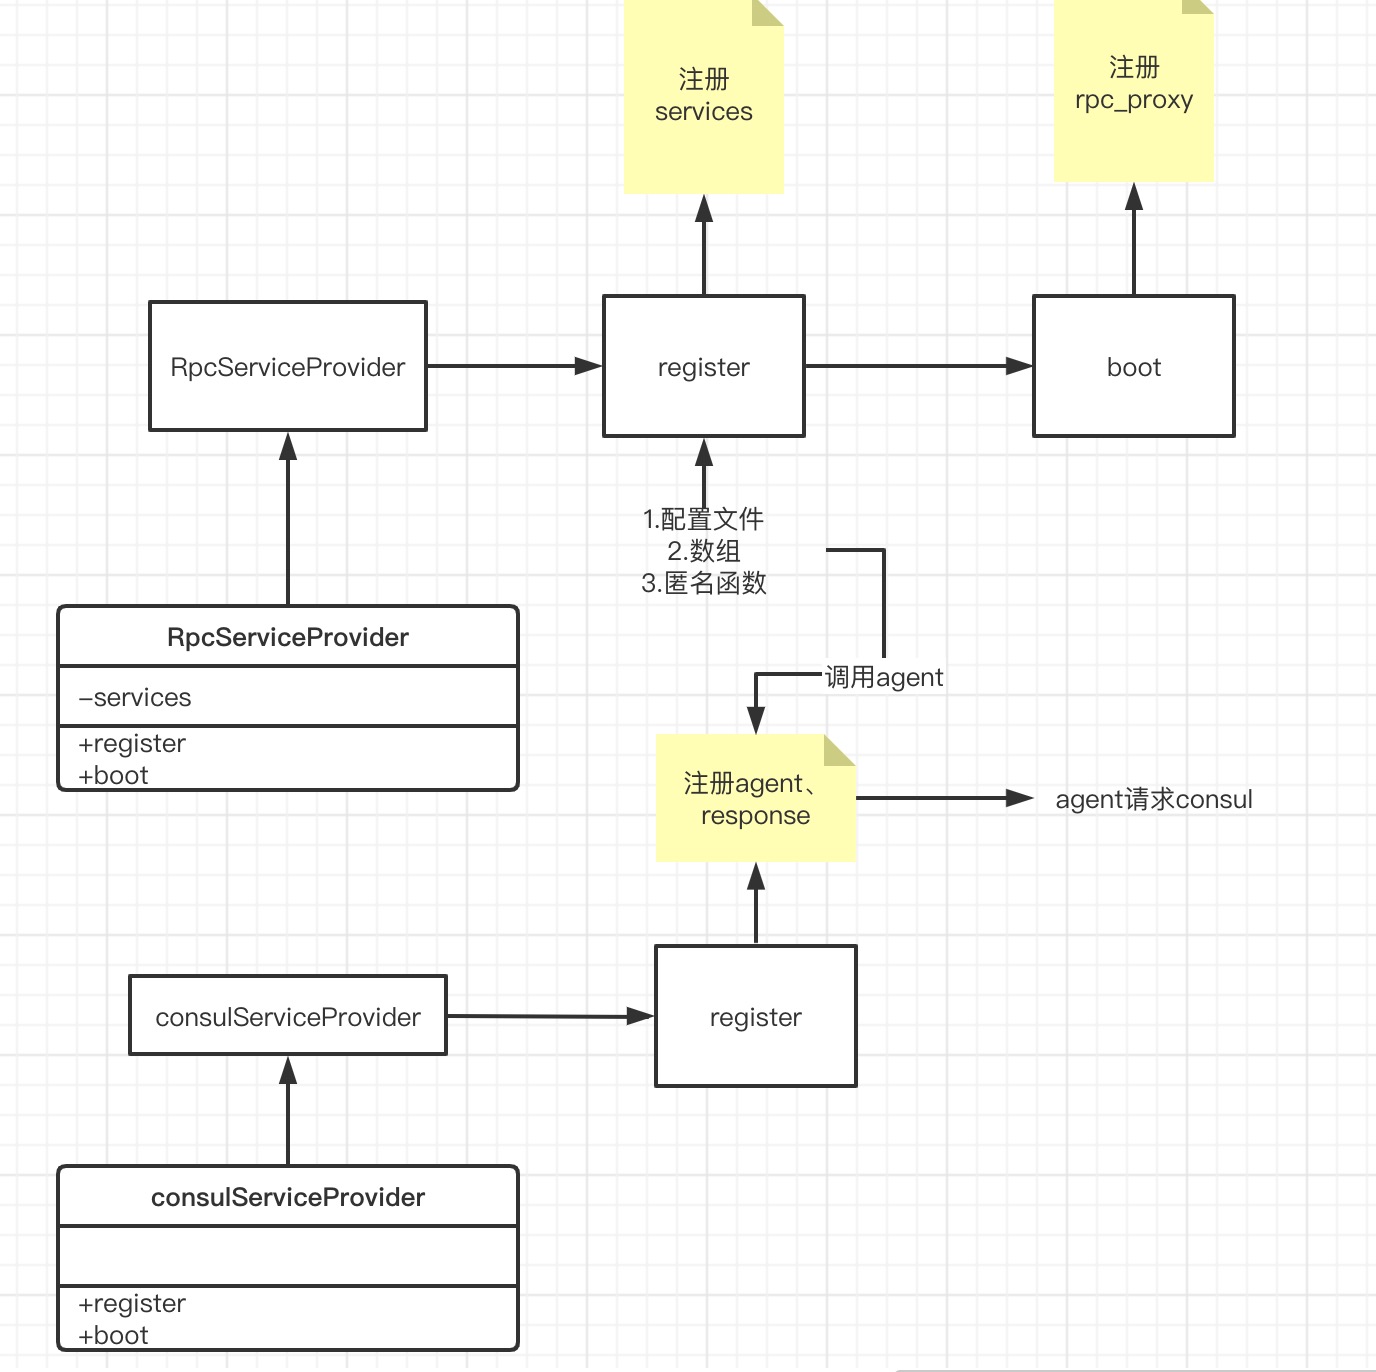 注册
services
注册
rpc_proxy
RpcServiceProvider
register
boot
1.配置文件
2.数组
3.匿名函数
RpcServiceProvider
–services
+register
+boot
调用agent
注册agent、
response
agent请求consul
consulServiceProvider
register
consulServiceProvider
+register
+boot